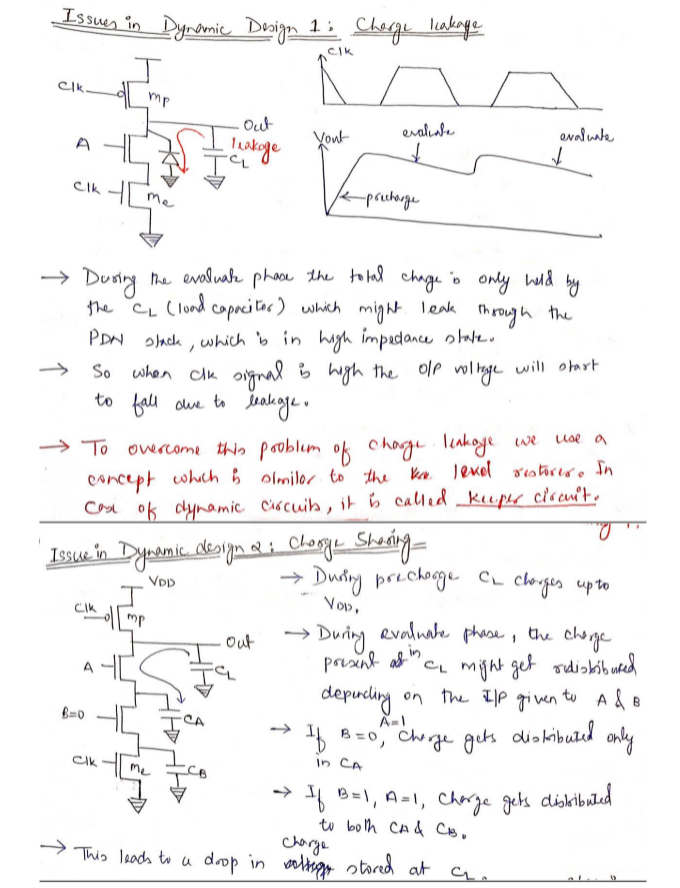 Issues in Dynamic Design 1: Charge leakage
Clk
Clk
mp
Out
leakage
A
CL
Clk
me
Vout
evaluate
evaluate
precharge
→ During the evaluate phase the total charge is only held by
the CL (load capacitor) which might leak through the
PDN stack, which is in high impedance state.
→ So when clk signal is high the O/P voltage will start
to fall due to leakage.
→ To overcome this problem of charge leakage we use a
concept which is similar to the level restorer. In
case of dynamic circuits, it is called keeper circuit.
Issue in Dynamic design 2: Charge Sharing
VDD
Clk
mp
Out
A
CL
B=0
CA
Clk
me
CB
→ During precharge CL charges up to
VDD.
→ During evaluate phase, the charge
present in CL might get redistributed
depending on the I/P given to A & B
→ If B=0, A=1 Charge gets distributed only
in CA
→ If B=1, A=1, Charge gets distributed
to both CA & CB.
→ This leads to a drop in charge stored at CL.